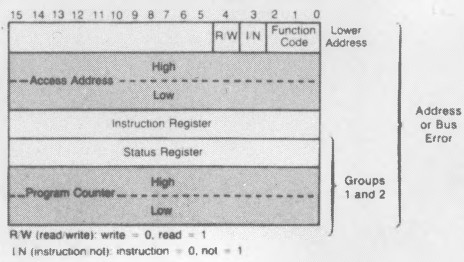 15 14 13 12 11 10 9 8 7 6 5 4 3 2 1 0
R/W I/N Function Code
Lower Address
High
Access Address
Low
Instruction Register
Status Register
High
Program Counter
Low
Groups 1 and 2
Address or Bus Error
R/W (read/write): write = 0, read = 1
I/N (instruction/not): instruction = 0, not = 1